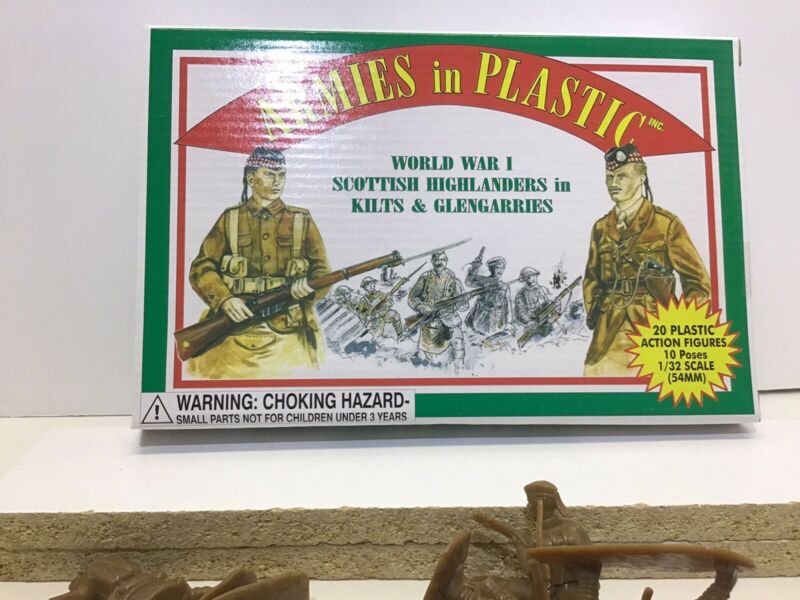 ARMIES in PLASTIC INC.
WORLD WAR I
SCOTTISH HIGHLANDERS in
KILTS & GLENGARRIES
20 PLASTIC
ACTION FIGURES
10 Poses
1/32 SCALE
(54MM)
WARNING: CHOKING HAZARD-
SMALL PARTS NOT FOR CHILDREN UNDER 3 YEARS